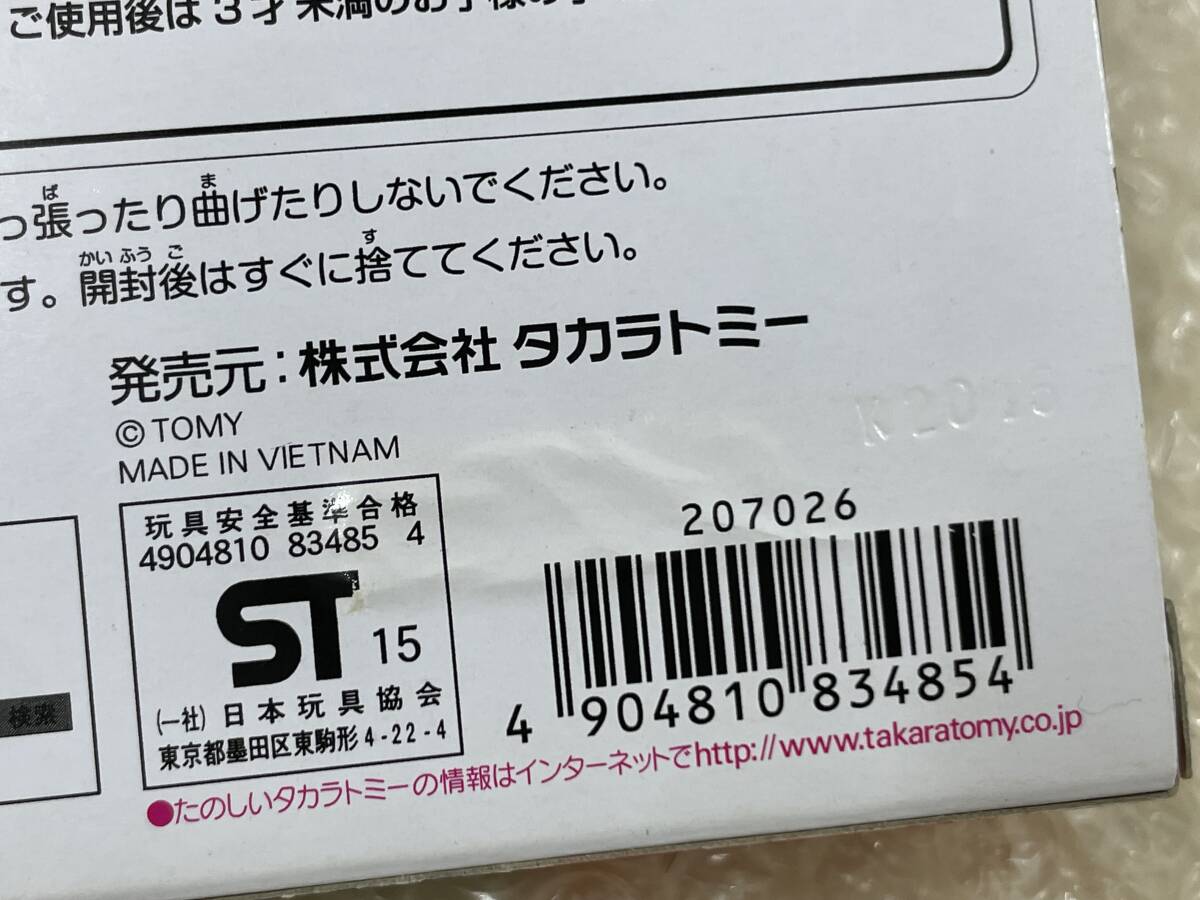 ご使用後は3才未満のお子様の
っ張ったり曲げたりしないでください。
す。開封後はすぐに捨ててください。
発売元:株式会社 タカラトミー
© TOMY
MADE IN VIETNAM
玩具安全基準合格
4904810 83485 4
ST 15
(一社) 日本玩具協会
東京都墨田区東駒形4-22-4
検索
207026
4 904810 834854
●たのしいタカラトミーの情報はインターネットでhttp://www.takaratomy.co.jp